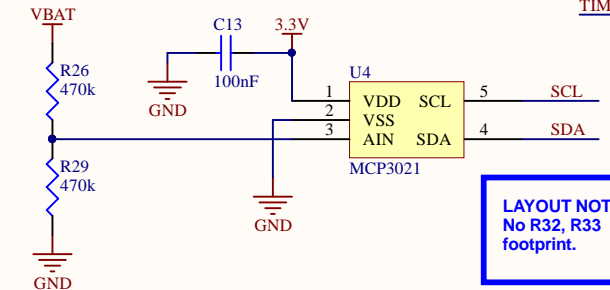 VBAT
R26
470k
R29
470k
GND
C13
100nF
GND
3.3V
U4
1 VDD SCL 5 SCL
2 VSS
3 AIN SDA 4 SDA
MCP3021
GND
TIM
LAYOUT NOT
No R32, R33
footprint.